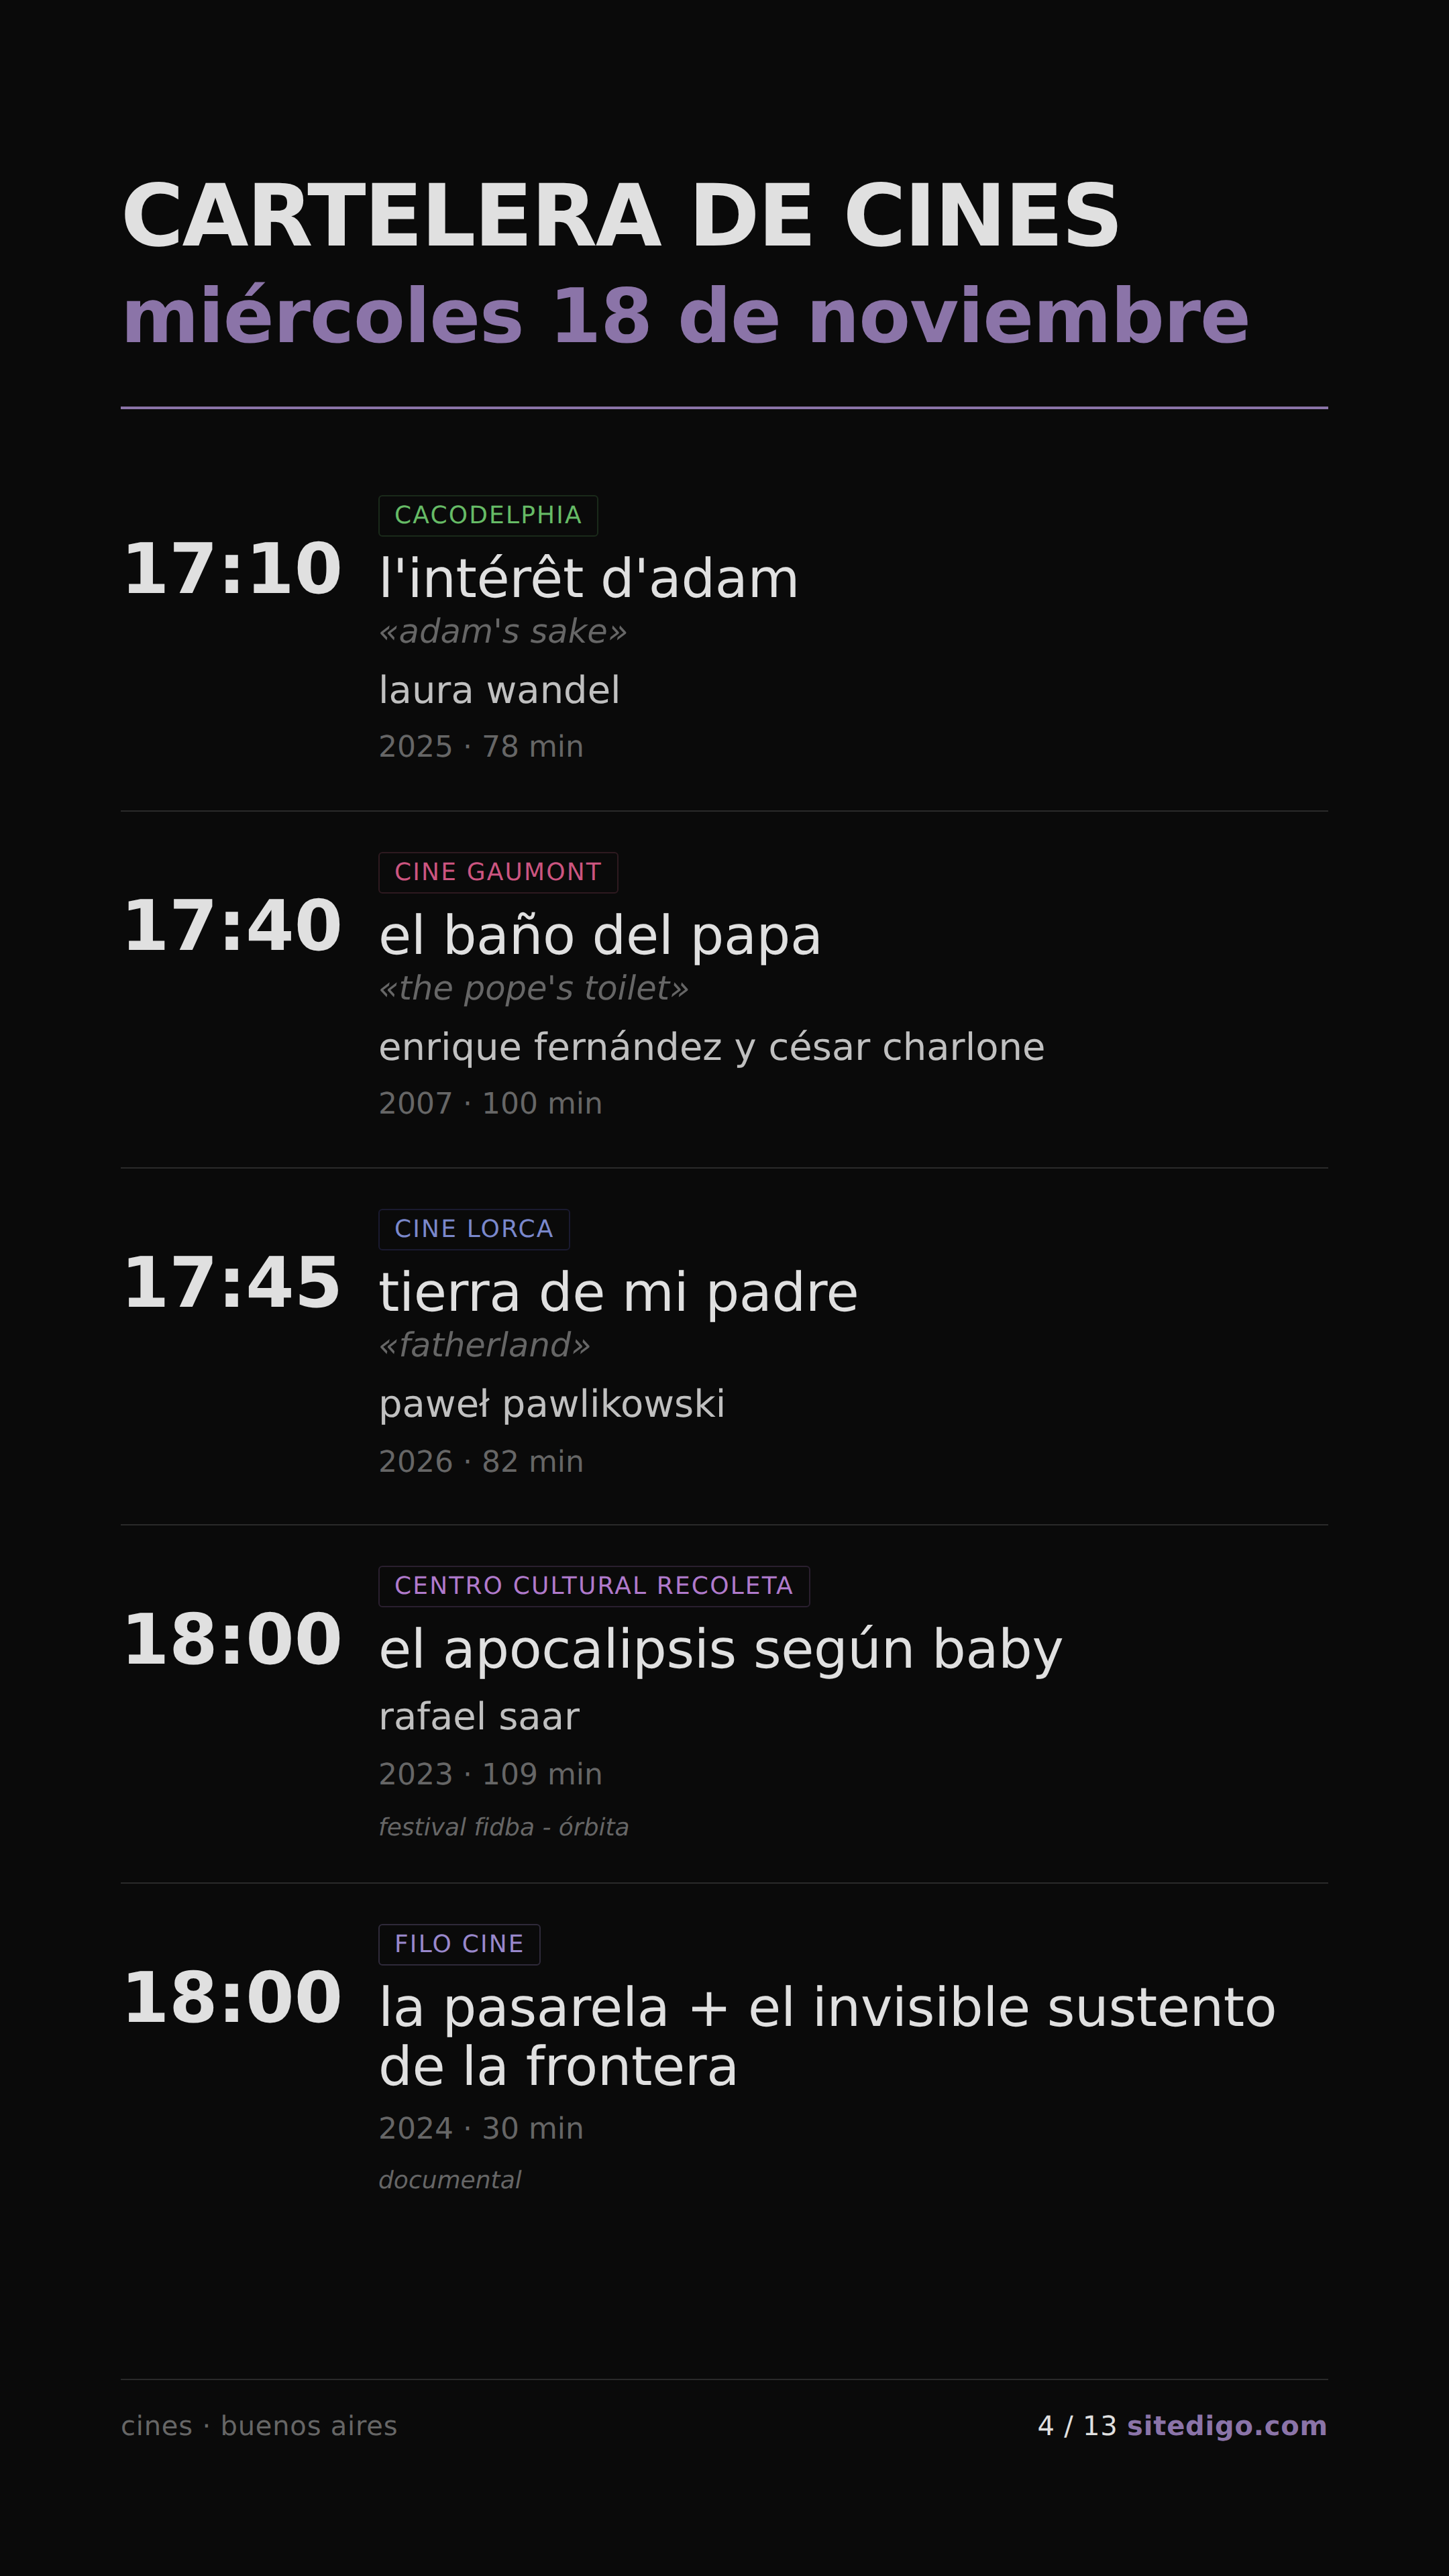 CARTELERA DE CINES
miércoles 18 de noviembre
CACODELPHIA
17:10
l'intérêt d'adam
«adam's sake»
laura wandel
2025 · 78 min
CINE GAUMONT
17:40
el baño del papa
«the pope's toilet»
enrique fernández y césar charlone
2007 · 100 min
CINE LORCA
17:45
tierra de mi padre
«fatherland»
paweł pawlikowski
2026 · 82 min
CENTRO CULTURAL RECOLETA
18:00
el apocalipsis según baby
rafael saar
2023 · 109 min
festival fidba - órbita
FILO CINE
18:00
la pasarela + el invisible sustento
de la frontera
2024 · 30 min
documental
cines · buenos aires
4 / 13 sitedigo.com